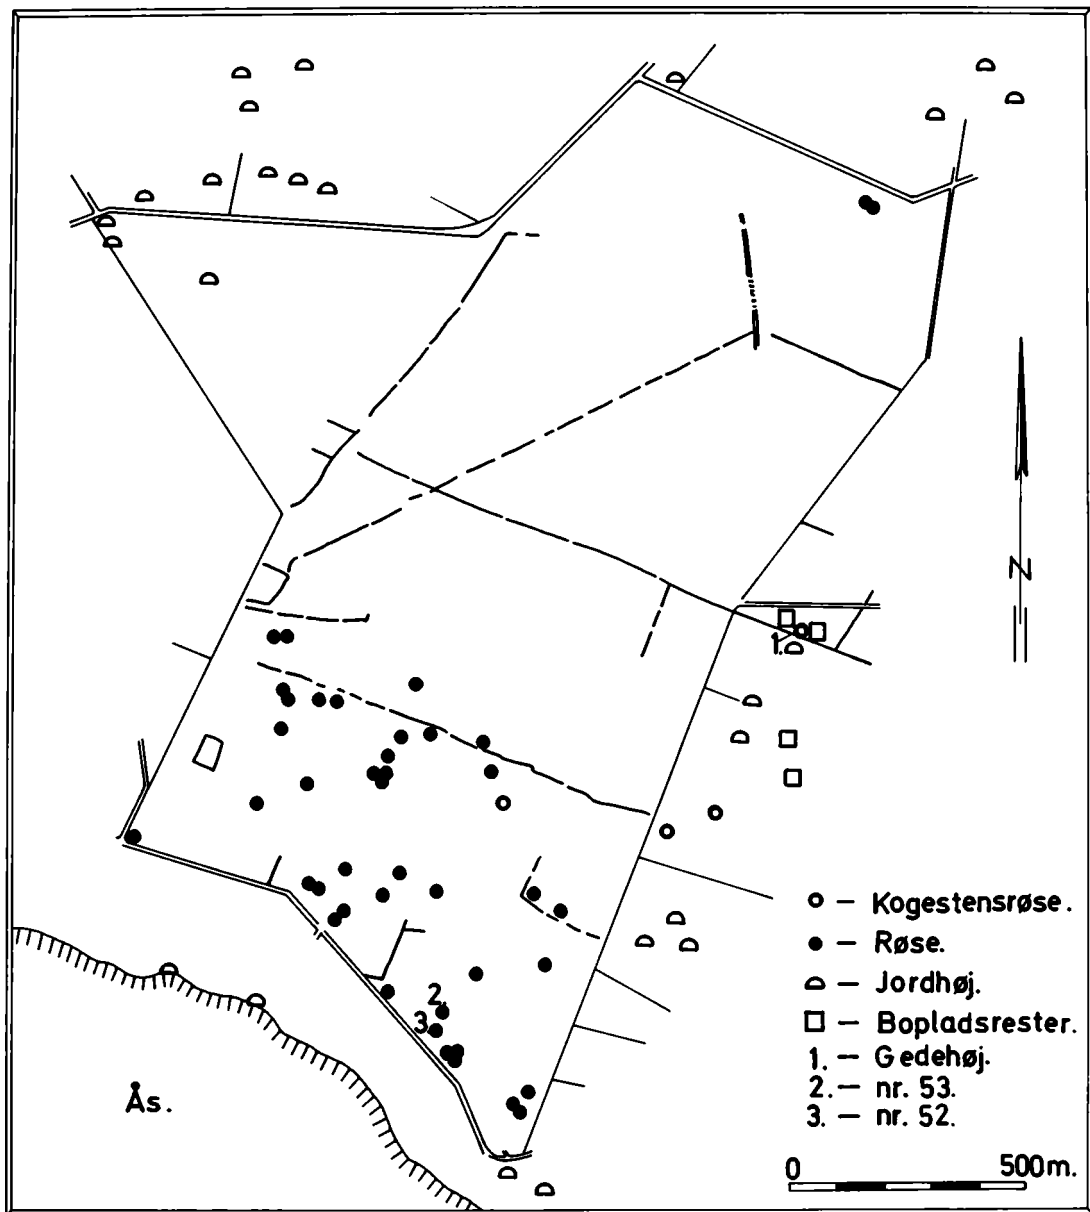 N
1.
2.
3.
Ås.
o – Kogestensrøse.
● – Røse.
⌓ – Jordhøj.
□ – Bopladsrester.
1. – Gedehøj.
2. – nr. 53.
3. – nr. 52.
0 500m.